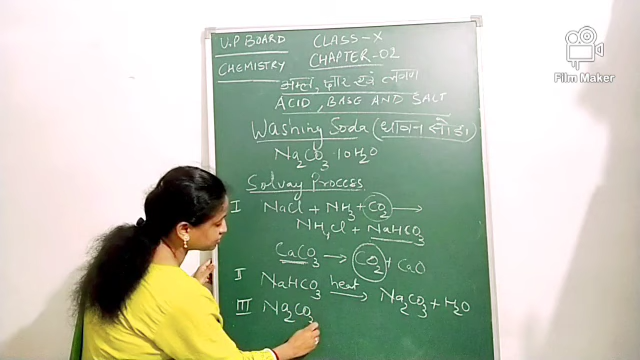 U.P BOARD CLASS-X
CHEMISTRY CHAPTER-02
अम्ल, क्षार एवं लवण
ACID, BASE AND SALT
Washing Soda (धावन सोडा)
Na₂CO₃·10H₂O
Solvay Process
I NaCl + NH₃ + CO₂ →
NH₄Cl + NaHCO₃
CaCO₃ → CO₂ + CaO
II NaHCO₃ heat → Na₂CO₃ + H₂O
III Na₂CO₃
Film Maker